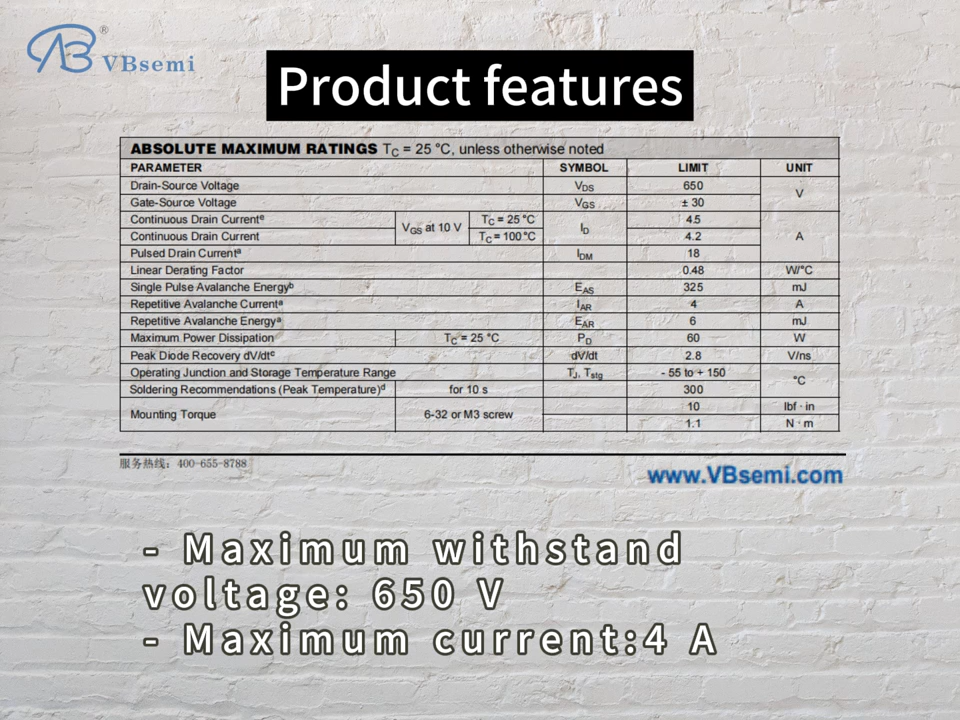 VBsemi®
Product features
ABSOLUTE MAXIMUM RATINGS TC = 25 °C, unless otherwise noted
PARAMETER SYMBOL LIMIT UNIT
Drain-Source Voltage VDS 650 V
Gate-Source Voltage VGS ± 30
Continuous Drain Currentᵉ VGS at 10 V TC = 25 °C ID 4.5 A
Continuous Drain Current TC = 100 °C 4.2
Pulsed Drain Currentᵃ IDM 18
Linear Derating Factor 0.48 W/°C
Single Pulse Avalanche Energyᵇ EAS 325 mJ
Repetitive Avalanche Currentᵃ IAR 4 A
Repetitive Avalanche Energyᵃ EAR 6 mJ
Maximum Power Dissipation TC = 25 °C PD 60 W
Peak Diode Recovery dV/dtᶜ dV/dt 2.8 V/ns
Operating Junction and Storage Temperature Range TJ, Tstg - 55 to + 150 °C
Soldering Recommendations (Peak Temperature)ᵈ for 10 s 300
Mounting Torque 6-32 or M3 screw 10 lbf · in
1.1 N · m
服务热线：400-655-8788
www.VBsemi.com
- Maximum withstand
voltage: 650 V
- Maximum current:4 A